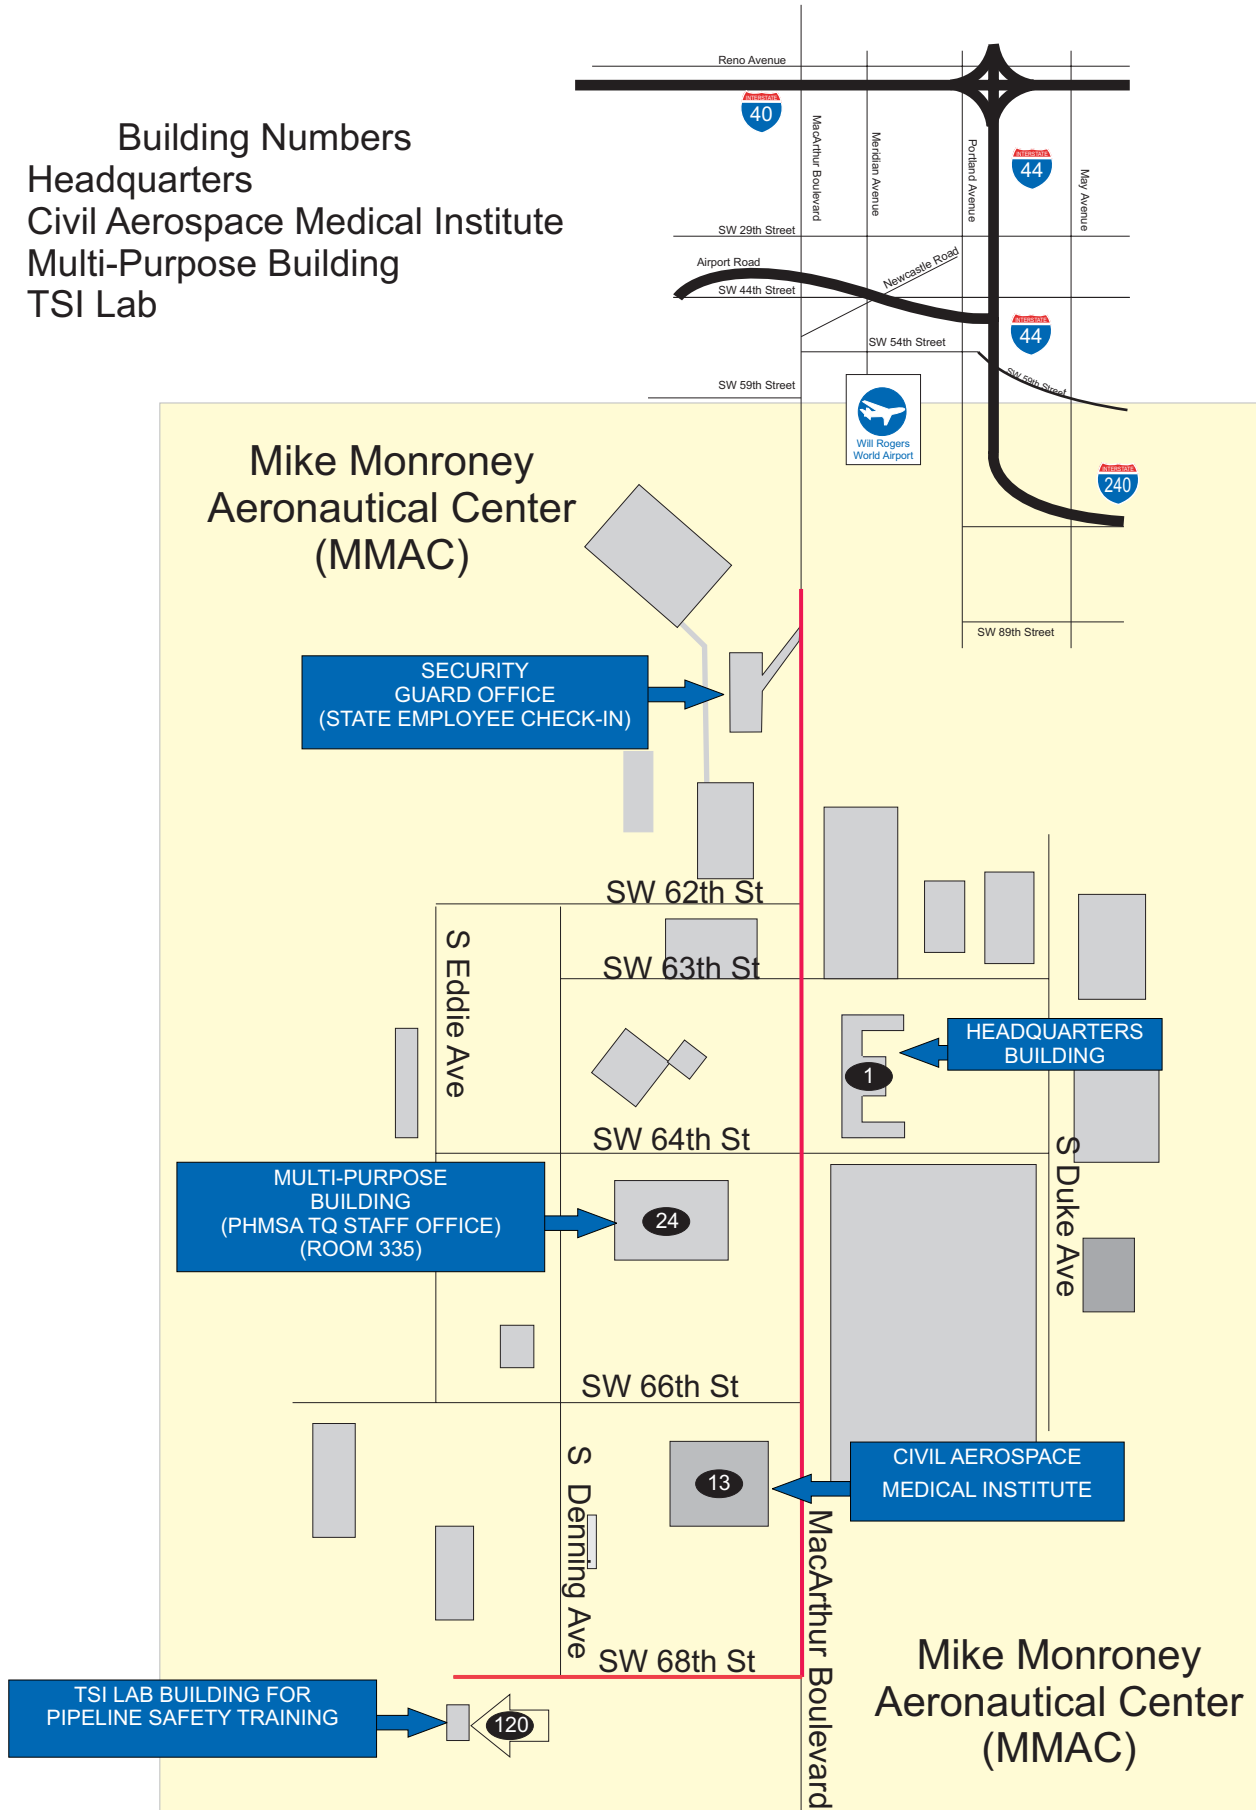 Reno Avenue
INTERSTATE
40
MacArthur Boulevard
Meridian Avenue
Portland Avenue
INTERSTATE
44
May Avenue
Building Numbers
Headquarters
Civil Aerospace Medical Institute
Multi-Purpose Building
TSI Lab
SW 29th Street
Airport Road
Newcastle Road
SW 44th Street
INTERSTATE
44
SW 54th Street
SW 59th Street
SW 59th Street
Will Rogers
World Airport
INTERSTATE
240
Mike Monroney
Aeronautical Center
(MMAC)
SW 89th Street
SECURITY
GUARD OFFICE
(STATE EMPLOYEE CHECK-IN)
SW 62th St
S Eddie Ave
SW 63th St
HEADQUARTERS
BUILDING
1
SW 64th St
S Duke Ave
MULTI-PURPOSE
BUILDING
(PHMSA TQ STAFF OFFICE)
(ROOM 335)
24
SW 66th St
S Denning Ave
13
CIVIL AEROSPACE
MEDICAL INSTITUTE
MacArthur Boulevard
SW 68th St
TSI LAB BUILDING FOR
PIPELINE SAFETY TRAINING
120
Mike Monroney
Aeronautical Center
(MMAC)